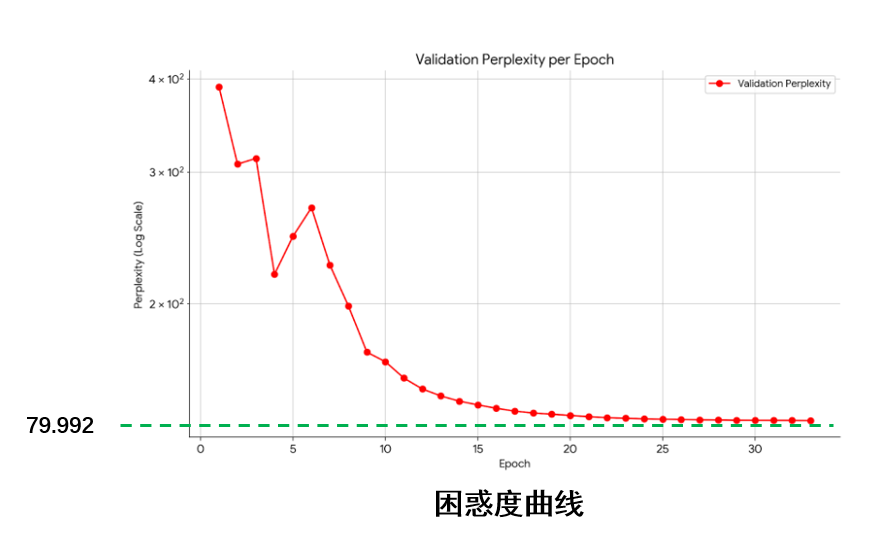 Validation Perplexity per Epoch
Validation Perplexity
4 × 10²
3 × 10²
2 × 10²
Perplexity (Log Scale)
79.992
0 5 10 15 20 25 30
Epoch
困惑度曲线